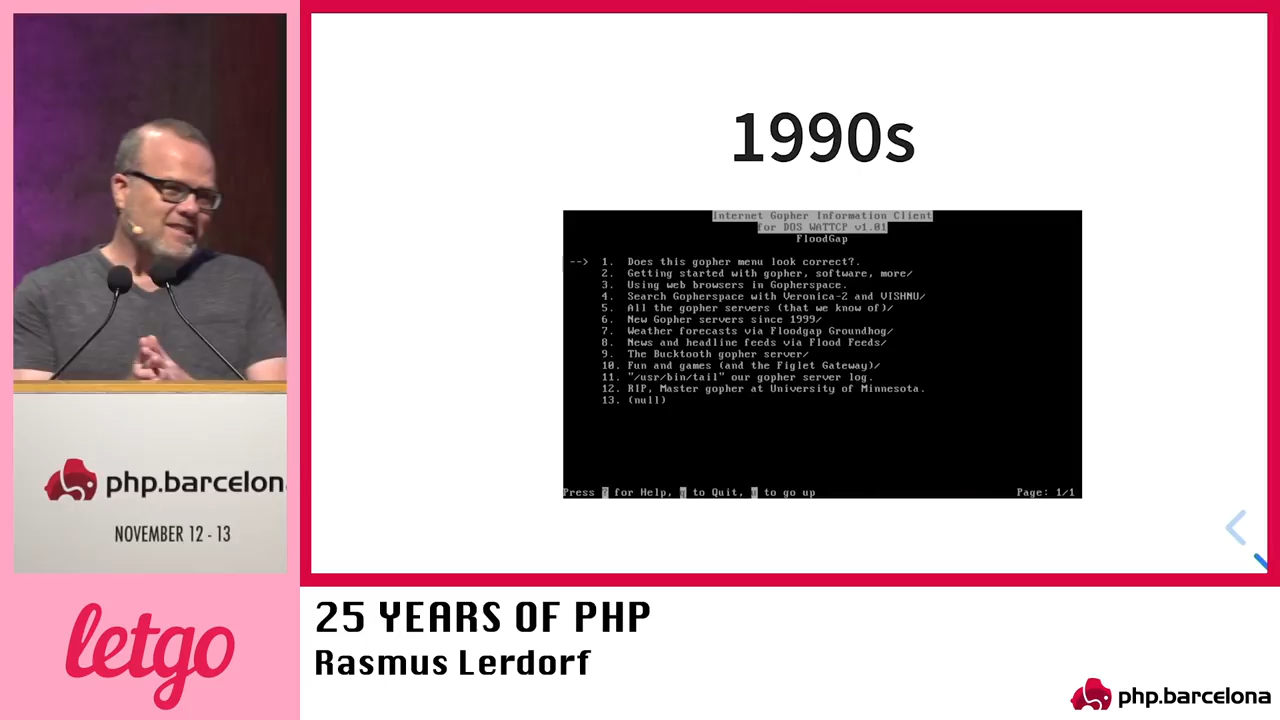 1990s
Internet Gopher Information Client
for DOS WATTCP v1.01
FloodGap
--> 1. Does this gopher menu look correct?.
2. Getting started with gopher, software, more/
3. Using web browsers in Gopherspace.
4. Search Gopherspace with Veronica-2 and VISHNU/
5. All the gopher servers (that we know of)/
6. New Gopher servers since 1999/
7. Weather forecasts via Floodgap Groundhog/
8. News and headline feeds via Flood Feeds/
9. The Bucktooth gopher server/
10. Fun and games (and the Figlet Gateway)/
11. "/usr/bin/tail" our gopher server log.
12. RIP, Master gopher at University of Minnesota.
13. (null)
Press ? for Help, q to Quit, u to go up Page: 1/1
php.barcelon
NOVEMBER 12 - 13
letgo
25 YEARS OF PHP
Rasmus Lerdorf
php.barcelona